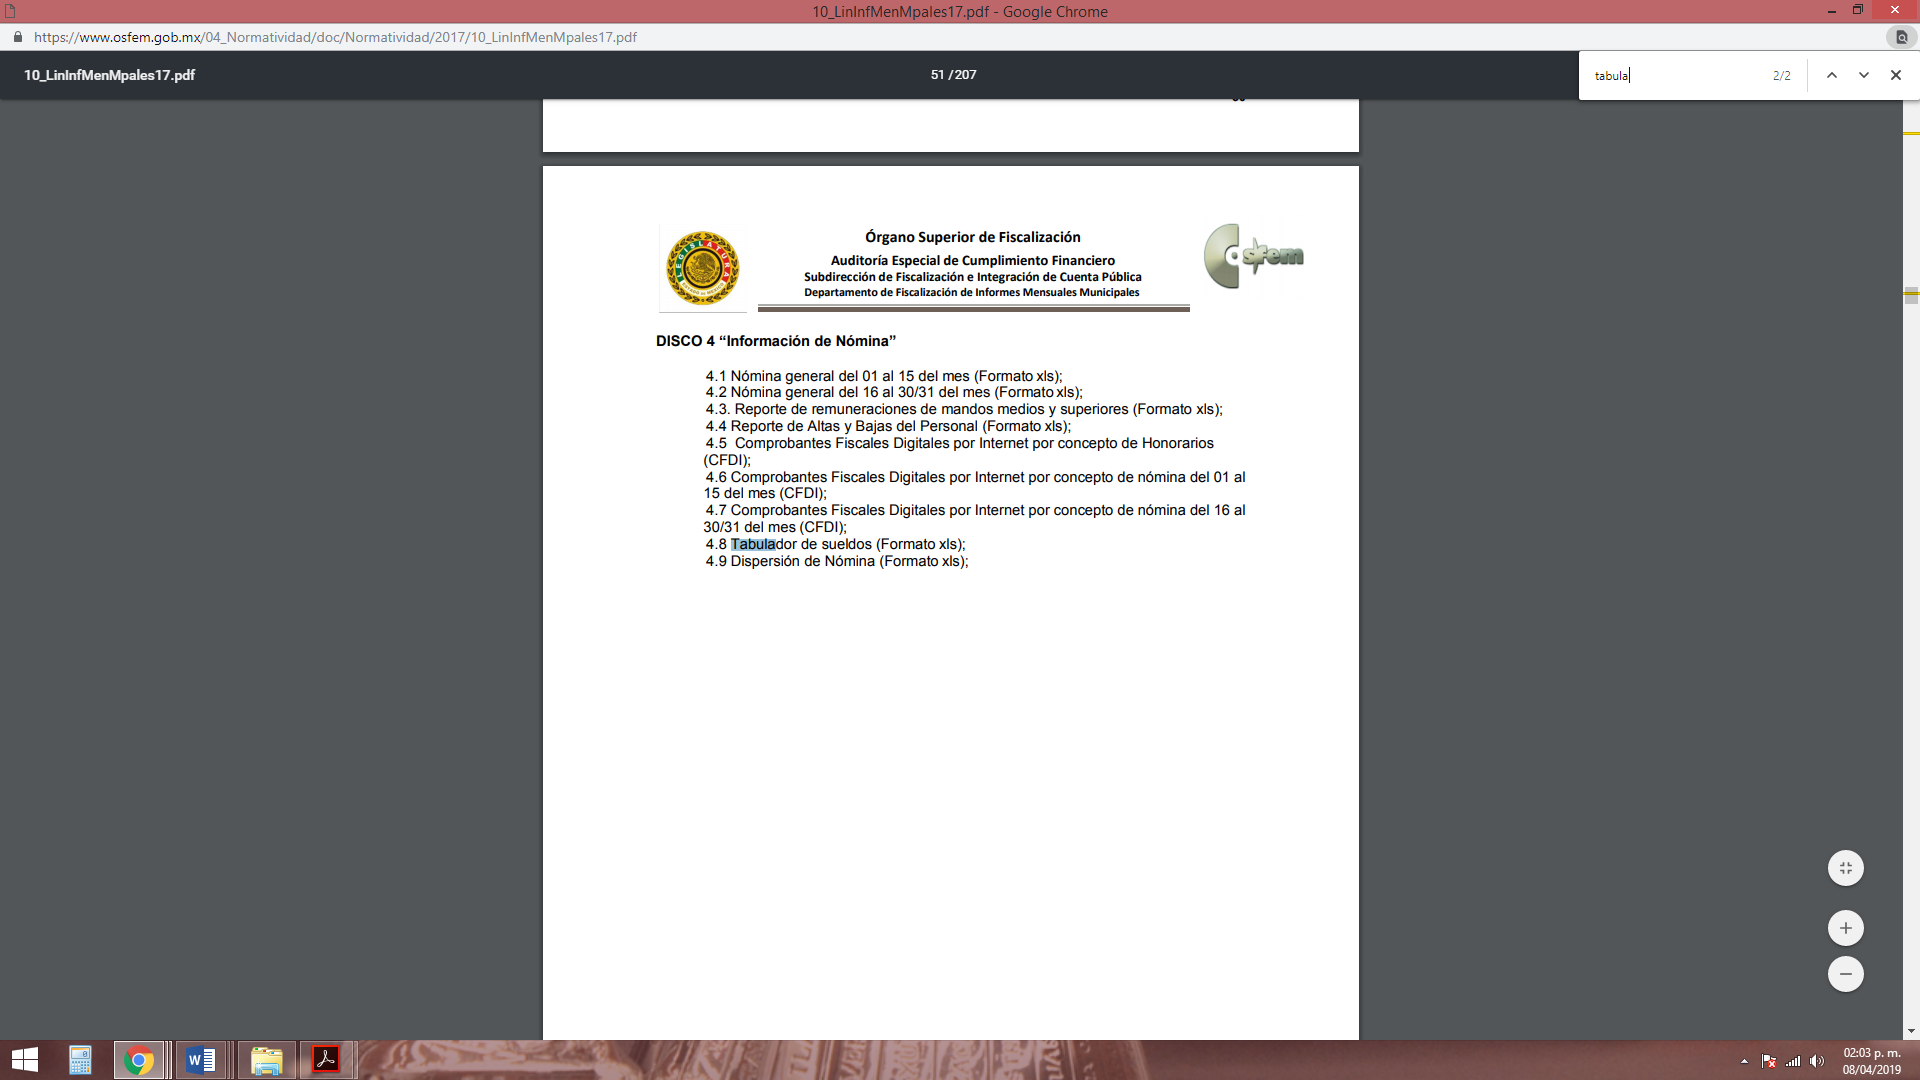 10_LinInfMenMpales17.pdf - Google Chrome
https://www.osfem.gob.mx/04_Normatividad/doc/Normatividad/2017/10_LinInfMenMpales17.pdf
10_LinInfMenMpales17.pdf
51 / 207
tabula
2/2
Órgano Superior de Fiscalización
Auditoría Especial de Cumplimiento Financiero
Subdirección de Fiscalización e Integración de Cuenta Pública
Departamento de Fiscalización de Informes Mensuales Municipales
LEGISLATURA
ESTADO DE MÉXICO
osfem
DISCO 4 “Información de Nómina”
4.1 Nómina general del 01 al 15 del mes (Formato xls);
4.2 Nómina general del 16 al 30/31 del mes (Formato xls);
4.3. Reporte de remuneraciones de mandos medios y superiores (Formato xls);
4.4 Reporte de Altas y Bajas del Personal (Formato xls);
4.5 Comprobantes Fiscales Digitales por Internet por concepto de Honorarios
(CFDI);
4.6 Comprobantes Fiscales Digitales por Internet por concepto de nómina del 01 al
15 del mes (CFDI);
4.7 Comprobantes Fiscales Digitales por Internet por concepto de nómina del 16 al
30/31 del mes (CFDI);
4.8 Tabulador de sueldos (Formato xls);
4.9 Dispersión de Nómina (Formato xls);
02:03 p. m.
08/04/2019